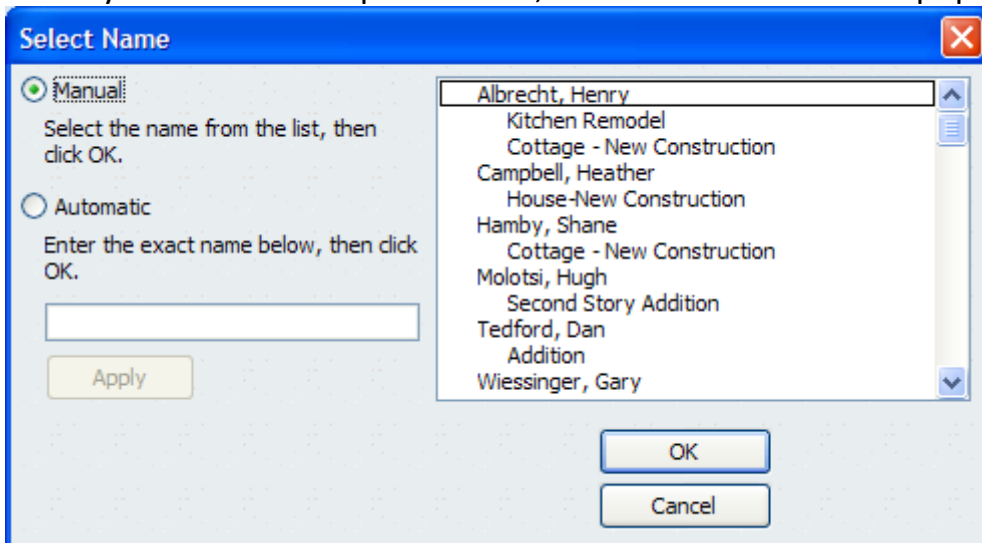 Select Name
Manual
Select the name from the list, then
click OK.
Automatic
Enter the exact name below, then click
OK.
Apply
Albrecht, Henry
Kitchen Remodel
Cottage - New Construction
Campbell, Heather
House-New Construction
Hamby, Shane
Cottage - New Construction
Molotsi, Hugh
Second Story Addition
Tedford, Dan
Addition
Wiessinger, Gary
OK
Cancel